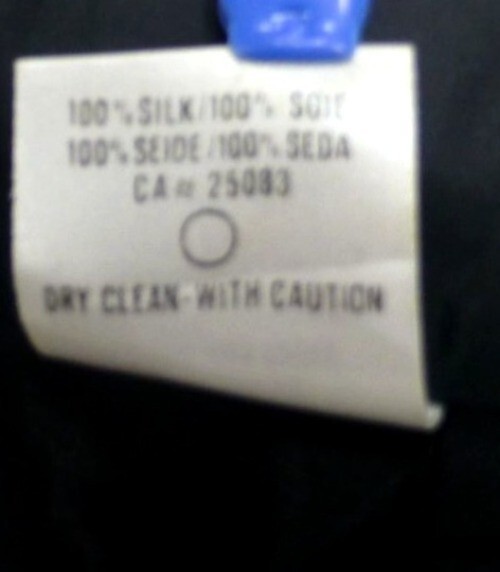 100% SILK/100% SOIE
100% SEIDE/100% SEDA
CA# 25083
DRY CLEAN-WITH CAUTION